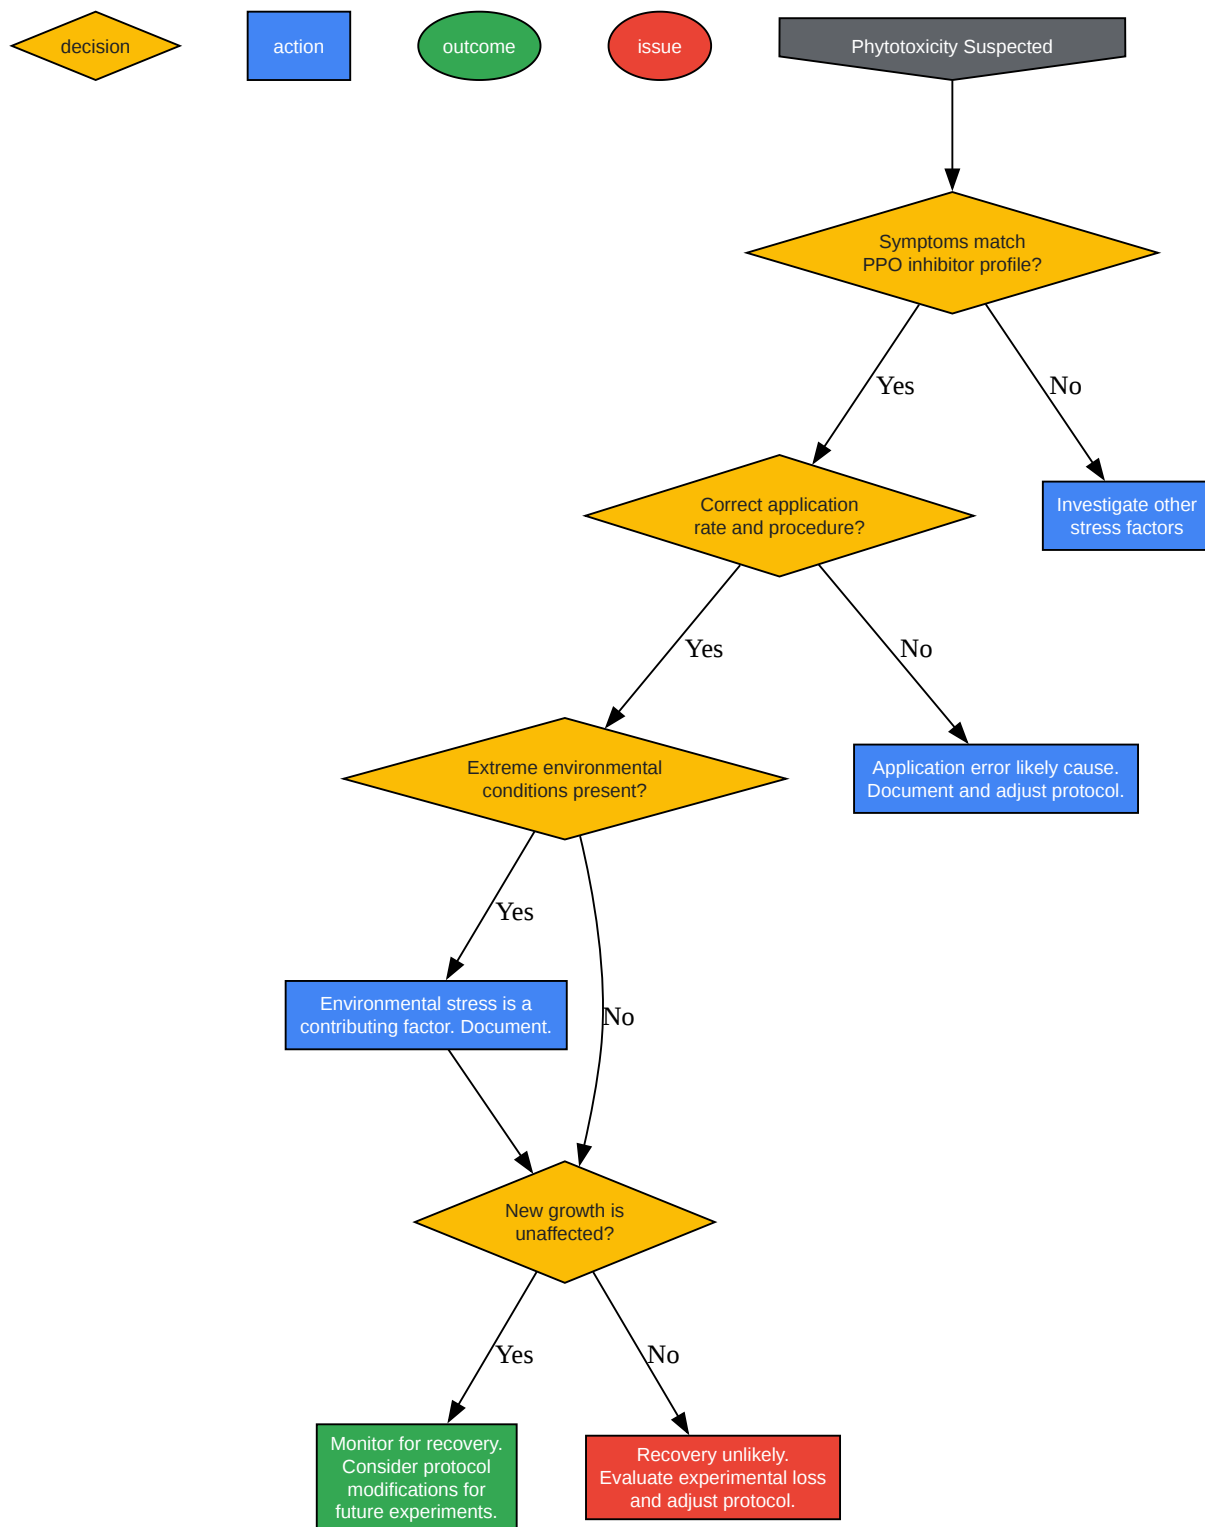 decision
action
outcome
issue
Phytotoxicity Suspected
Symptoms match
PPO inhibitor profile?
Yes
No
Correct application
rate and procedure?
Investigate other
stress factors
Yes
No
Extreme environmental
conditions present?
Application error likely cause.
Document and adjust protocol.
Yes
Environmental stress is a
contributing factor. Document.
No
New growth is
unaffected?
Yes
No
Monitor for recovery.
Consider protocol
modifications for
future experiments.
Recovery unlikely.
Evaluate experimental loss
and adjust protocol.